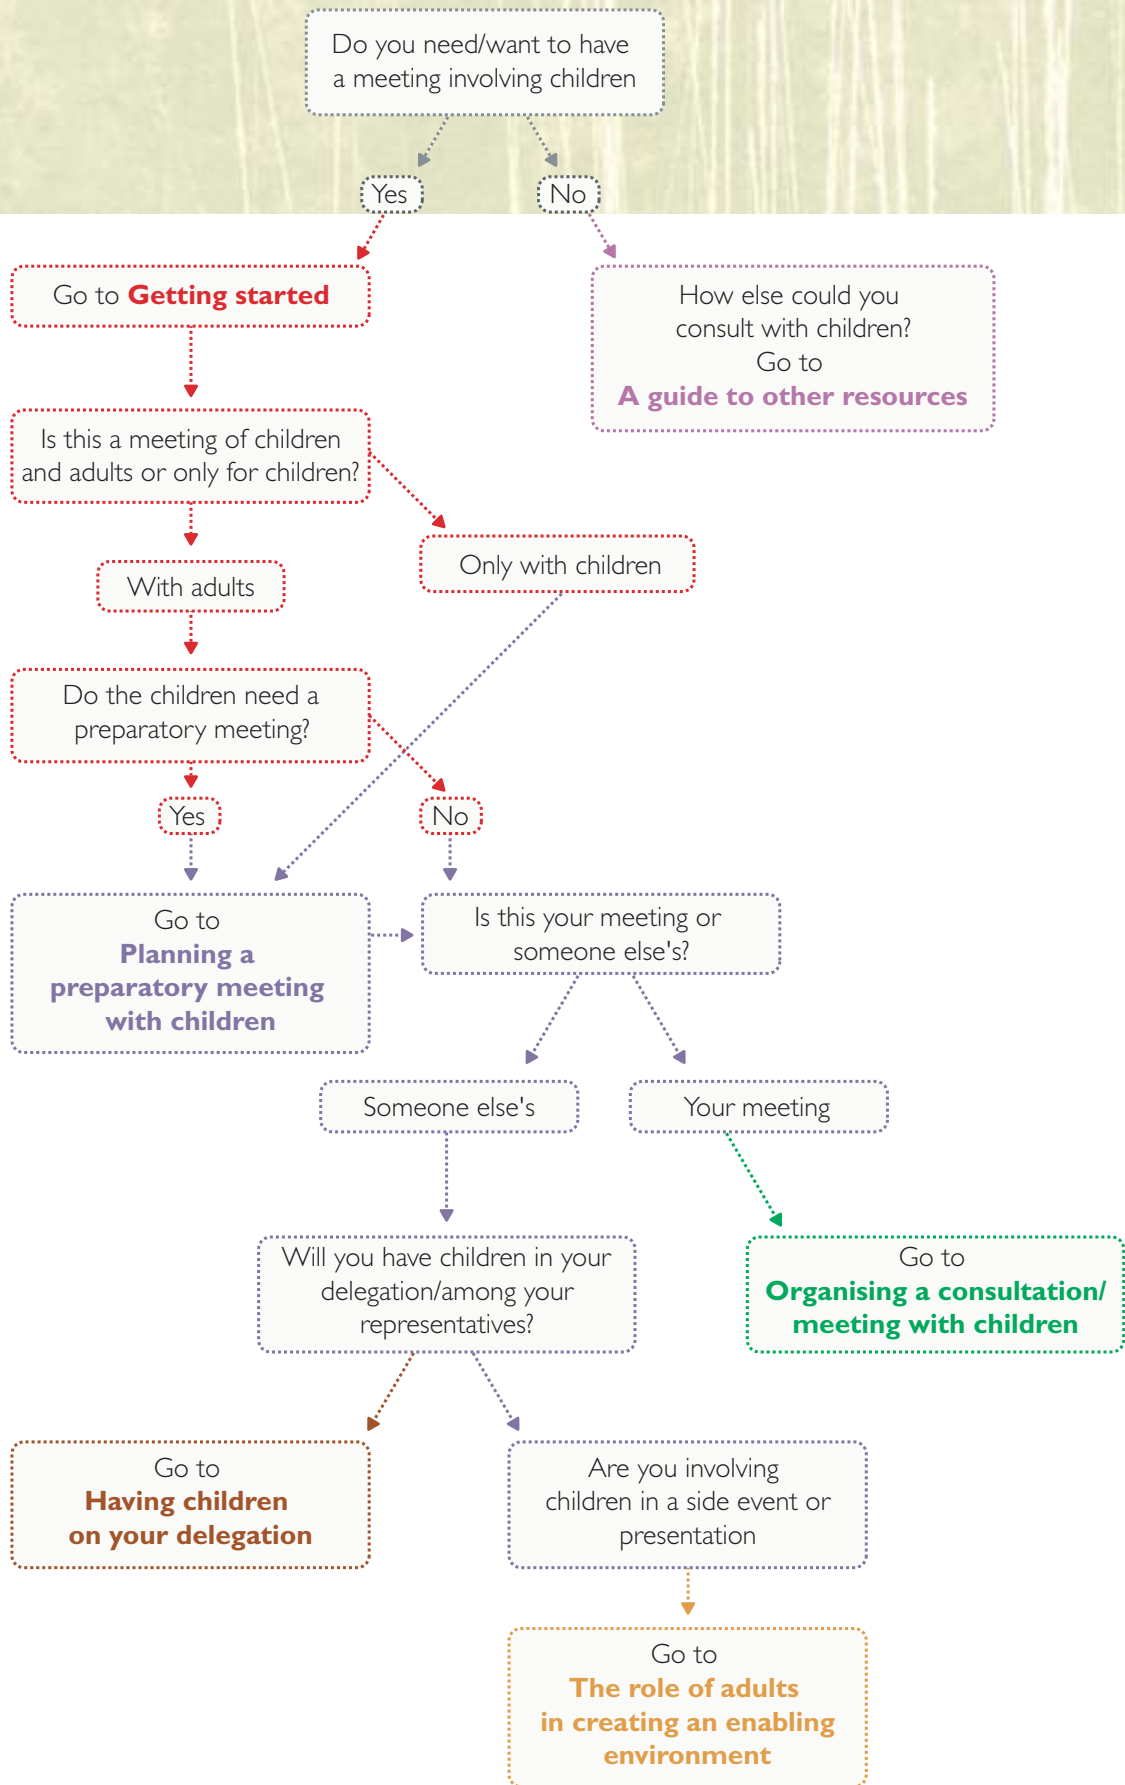 Do you need/want to have
a meeting involving children
Yes
No
Go to Getting started
How else could you
consult with children?
Go to
A guide to other resources
Is this a meeting of children
and adults or only for children?
Only with children
With adults
Do the children need a
preparatory meeting?
Yes
No
Go to
Planning a
preparatory meeting
with children
Is this your meeting or
someone else's?
Someone else's
Your meeting
Will you have children in your
delegation/among your
representatives?
Go to
Organising a consultation/
meeting with children
Go to
Having children
on your delegation
Are you involving
children in a side event or
presentation
Go to
The role of adults
in creating an enabling
environment